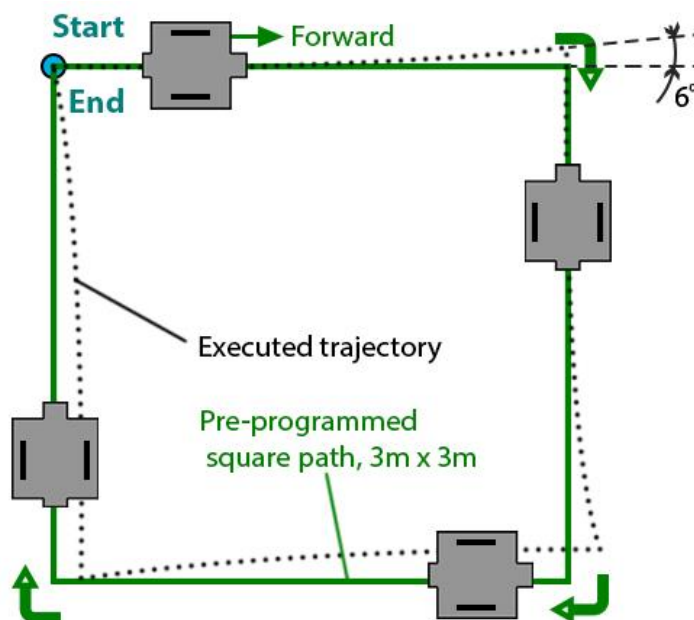 Start
Forward
End
6°
Executed trajectory
Pre-programmed
square path, 3m x 3m